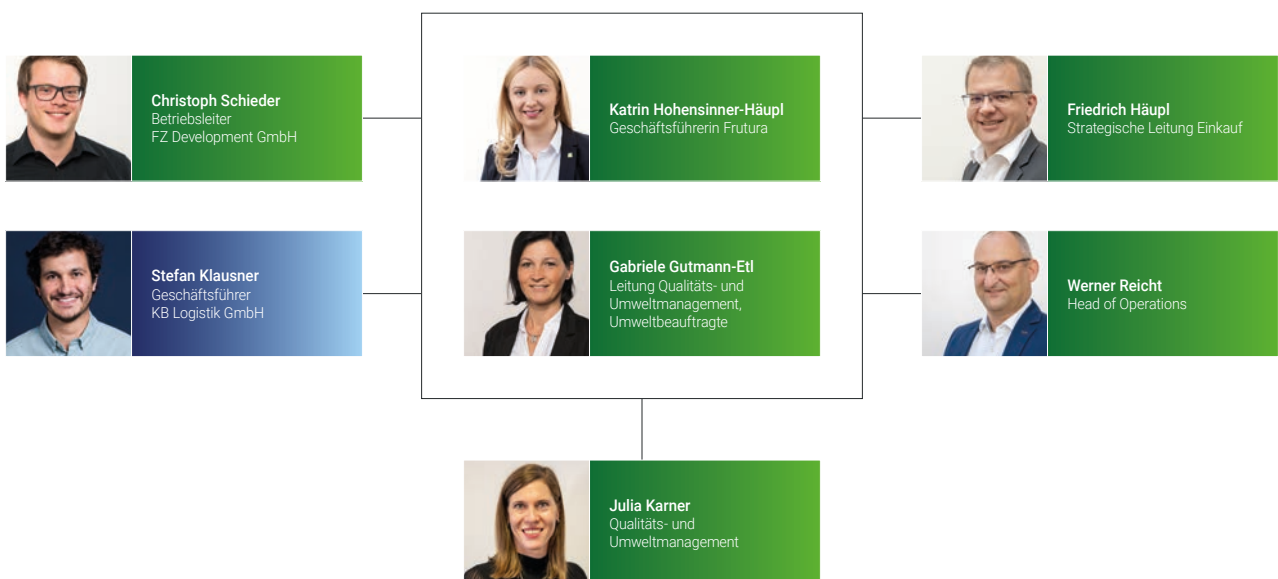 Christoph Schieder
Betriebsleiter
FZ Development GmbH
Katrin Hohensinner-Häupl
Geschäftsführerin Frutura
Friedrich Häupl
Strategische Leitung Einkauf
Stefan Klausner
Geschäftsführer
KB Logistik GmbH
Gabriele Gutmann-Etl
Leitung Qualitäts- und
Umweltmanagement,
Umweltbeauftragte
Werner Reicht
Head of Operations
Julia Karner
Qualitäts- und
Umweltmanagement